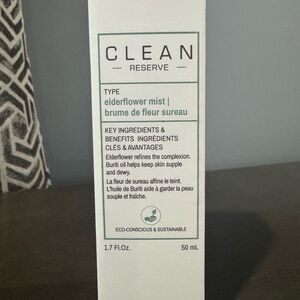 CLEAN
— RESERVE —
TYPE
elderflower mist |
brume de fleur sureau
KEY INGREDIENTS &
BENEFITS INGRÉDIENTS
CLÉS & AVANTAGES
Elderflower refines the complexion.
Buriti oil helps keep skin supple
and dewy.
La fleur de sureau affine le teint.
L'huile de Buriti aide à garder la peau
souple et fraîche.
ECO-CONSCIOUS & SUSTAINABLE
1.7 Fl.Oz. 50 mL